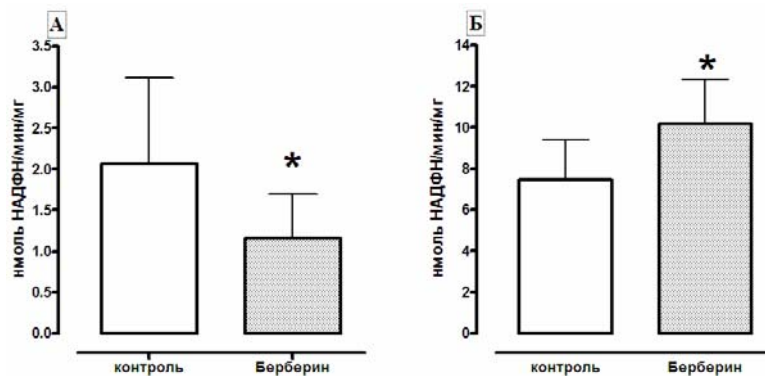 А
нмоль НАДФН/мин/мг
3.5
3.0
2.5
2.0
1.5
1.0
0.5
0.0
*
контроль
Берберин
Б
нмоль НАДФН/мин/мг
14
12
10
8
6
4
2
0
*
контроль
Берберин